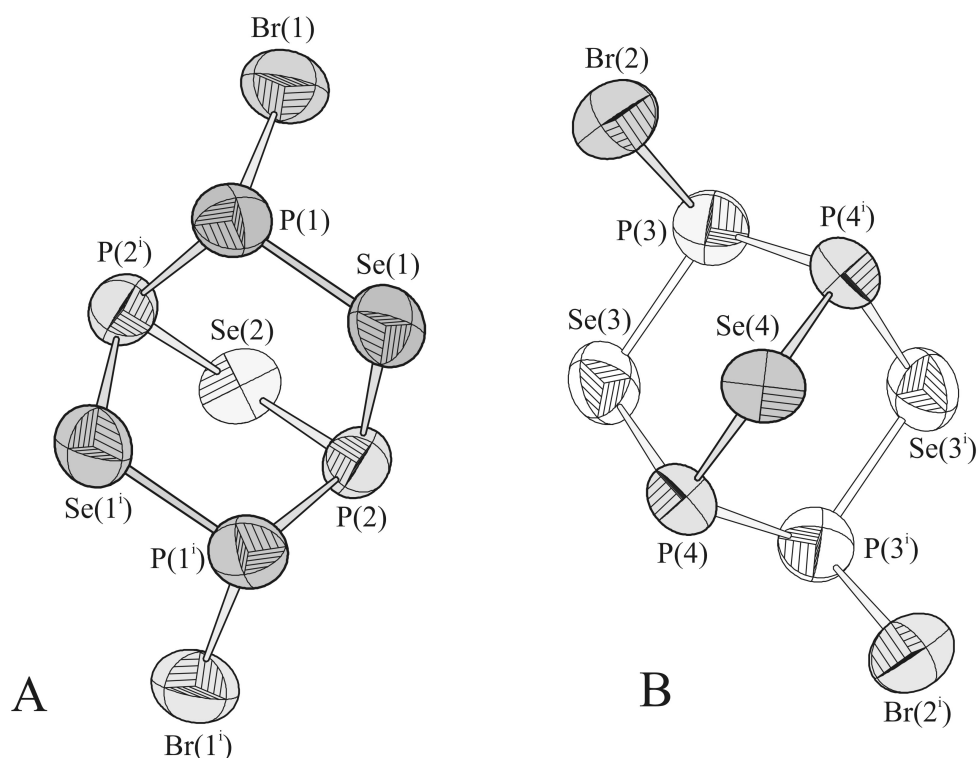 Br(1)
P(1)
P(2ⁱ)
Se(1)
Se(2)
Se(1ⁱ)
P(2)
P(1ⁱ)
A
Br(1ⁱ)
Br(2)
P(3)
P(4ⁱ)
Se(3)
Se(4)
Se(3ⁱ)
P(4)
P(3ⁱ)
B
Br(2ⁱ)